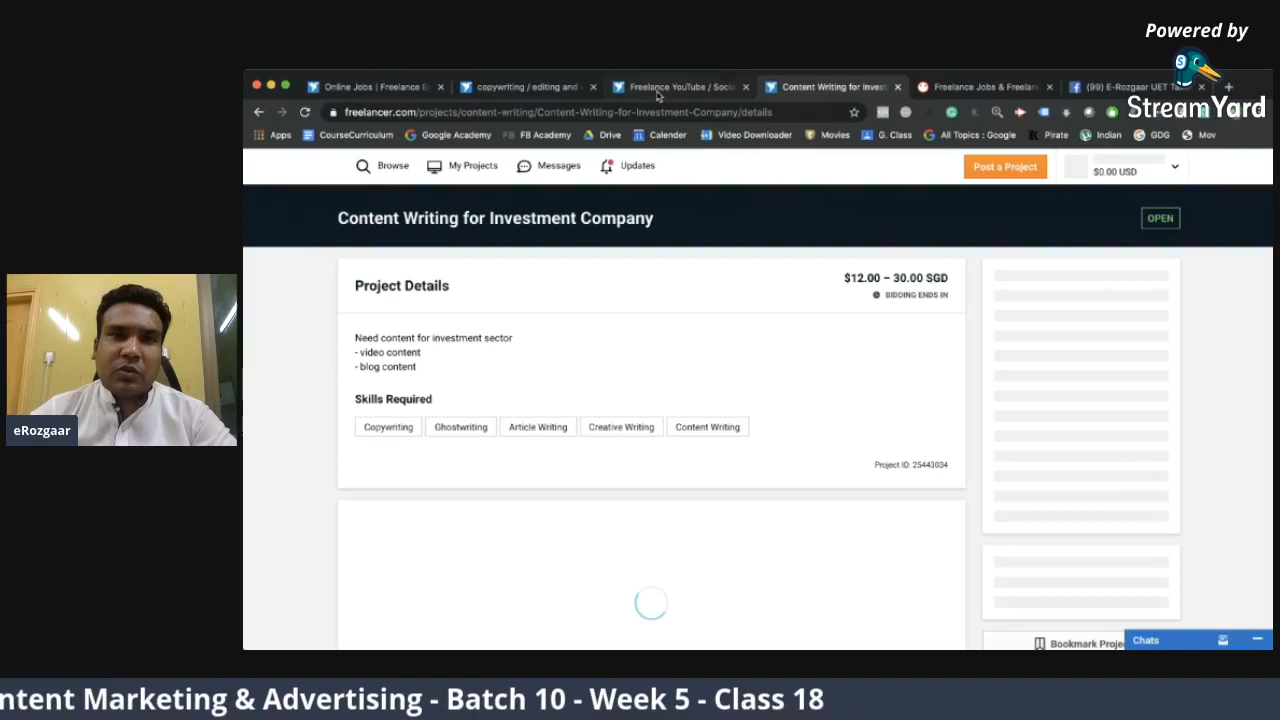 Powered by
StreamYard
Online Jobs | Freelance E
copywriting / editing and
Freelance YouTube / Socia
Content Writing for Invest
Freelance Jobs & Freelan
(99) E-Rozgaar UET Ta
freelancer.com/projects/content-writing/Content-Writing-for-Investment-Company/details
Apps
CourseCurriculum
Google Academy
FB Academy
Drive
Calender
Video Downloader
Movies
G. Class
All Topics : Google
Pirate
Indian
GDG
Mov
Browse
My Projects
Messages
Updates
Post a Project
$0.00 USD
Content Writing for Investment Company
OPEN
Project Details
$12.00 – 30.00 SGD
BIDDING ENDS IN
Need content for investment sector
- video content
- blog content
Skills Required
Copywriting
Ghostwriting
Article Writing
Creative Writing
Content Writing
Project ID: 25443034
eRozgaar
Bookmark Proje
Chats
ntent Marketing & Advertising - Batch 10 - Week 5 - Class 18